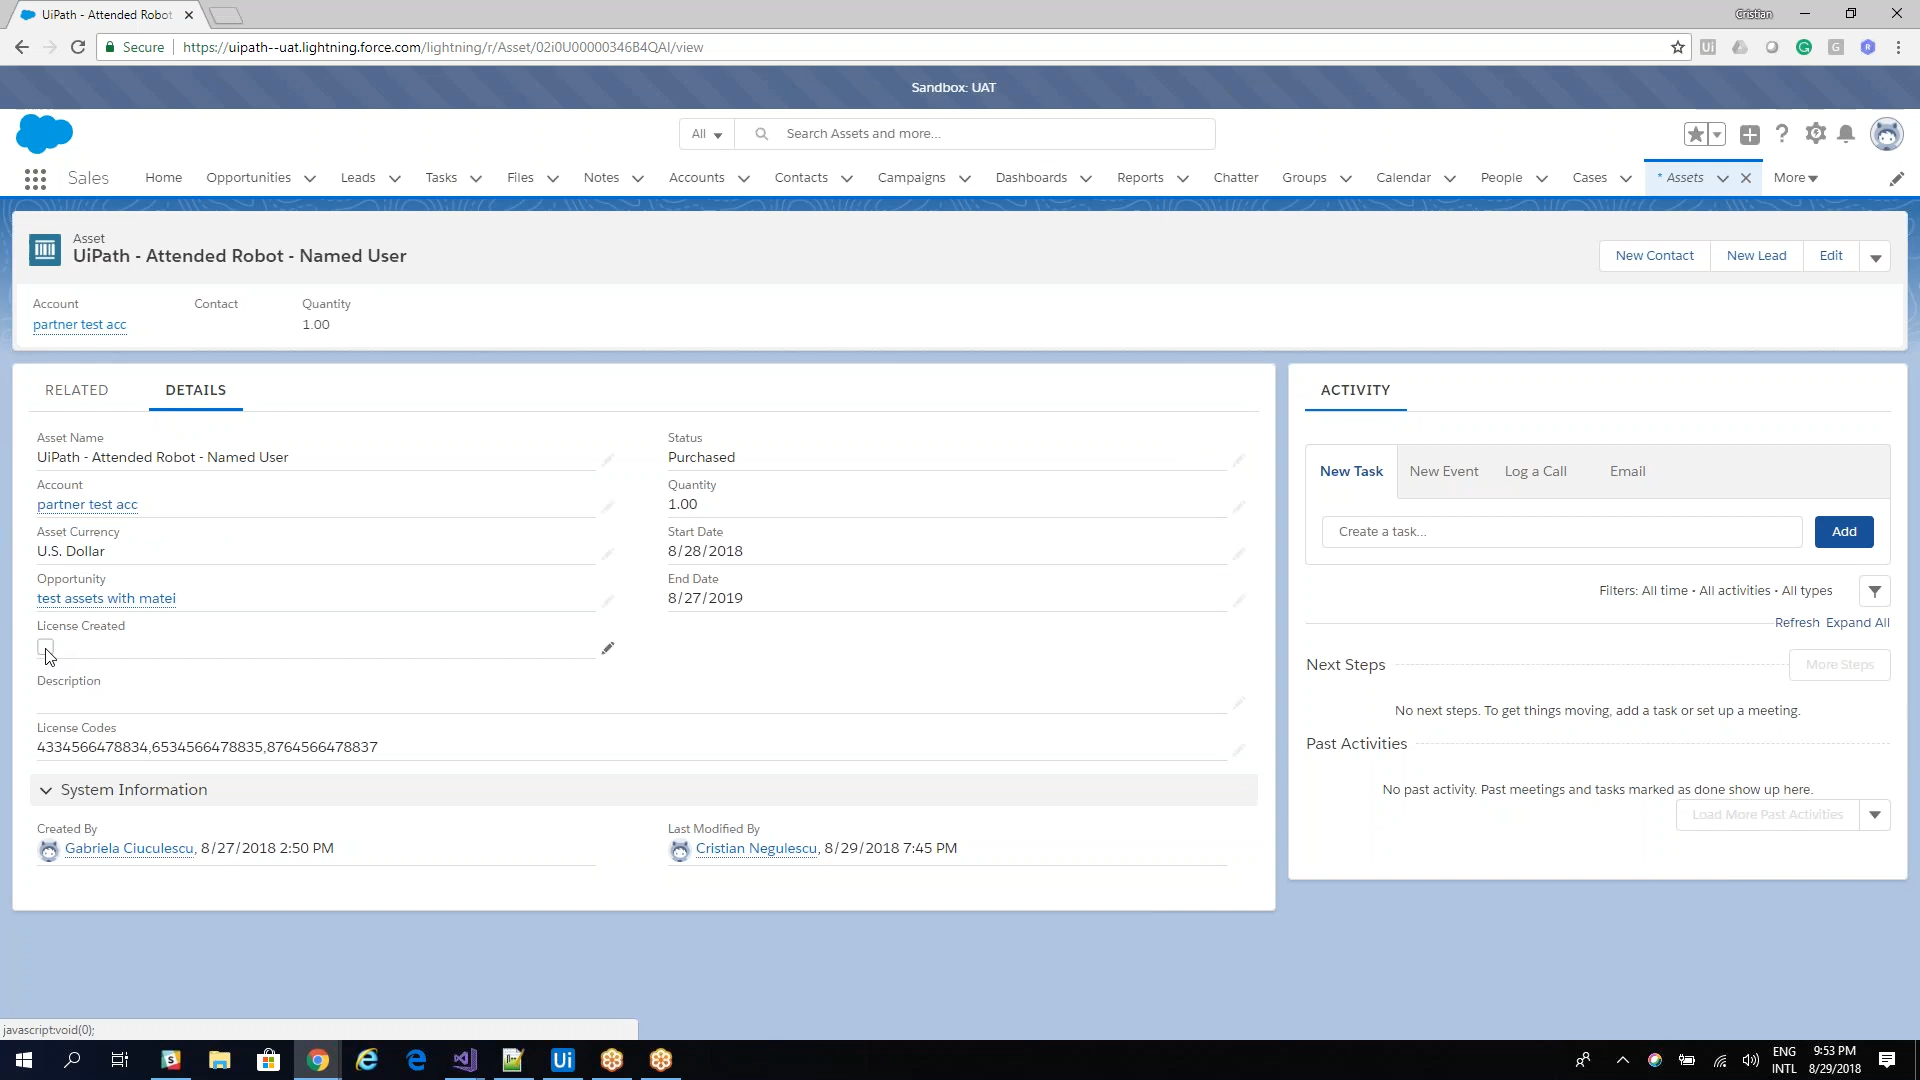 UiPath - Attended Robot
Cristian
Secure
https://uipath--uat.lightning.force.com/lightning/r/Asset/02i0U00000346B4QAI/view
Sandbox: UAT
All
Search Assets and more...
Sales
Home
Opportunities
Leads
Tasks
Files
Notes
Accounts
Contacts
Campaigns
Dashboards
Reports
Chatter
Groups
Calendar
People
Cases
* Assets
More
Asset
UiPath - Attended Robot - Named User
New Contact
New Lead
Edit
Account
Contact
Quantity
partner test acc
1.00
RELATED
DETAILS
Asset Name
UiPath - Attended Robot - Named User
Status
Purchased
Account
partner test acc
Quantity
1.00
Asset Currency
U.S. Dollar
Start Date
8/28/2018
Opportunity
test assets with matei
End Date
8/27/2019
License Created
Description
License Codes
4334566478834,6534566478835,8764566478837
System Information
Created By
Gabriela Ciuculescu, 8/27/2018 2:50 PM
Last Modified By
Cristian Negulescu, 8/29/2018 7:45 PM
ACTIVITY
New Task
New Event
Log a Call
Email
Create a task...
Add
Filters: All time • All activities • All types
Refresh
Expand All
Next Steps
More Steps
No next steps. To get things moving, add a task or set up a meeting.
Past Activities
No past activity. Past meetings and tasks marked as done show up here.
Load More Past Activities
javascript:void(0);
Ui
ENG
INTL
9:53 PM
8/29/2018